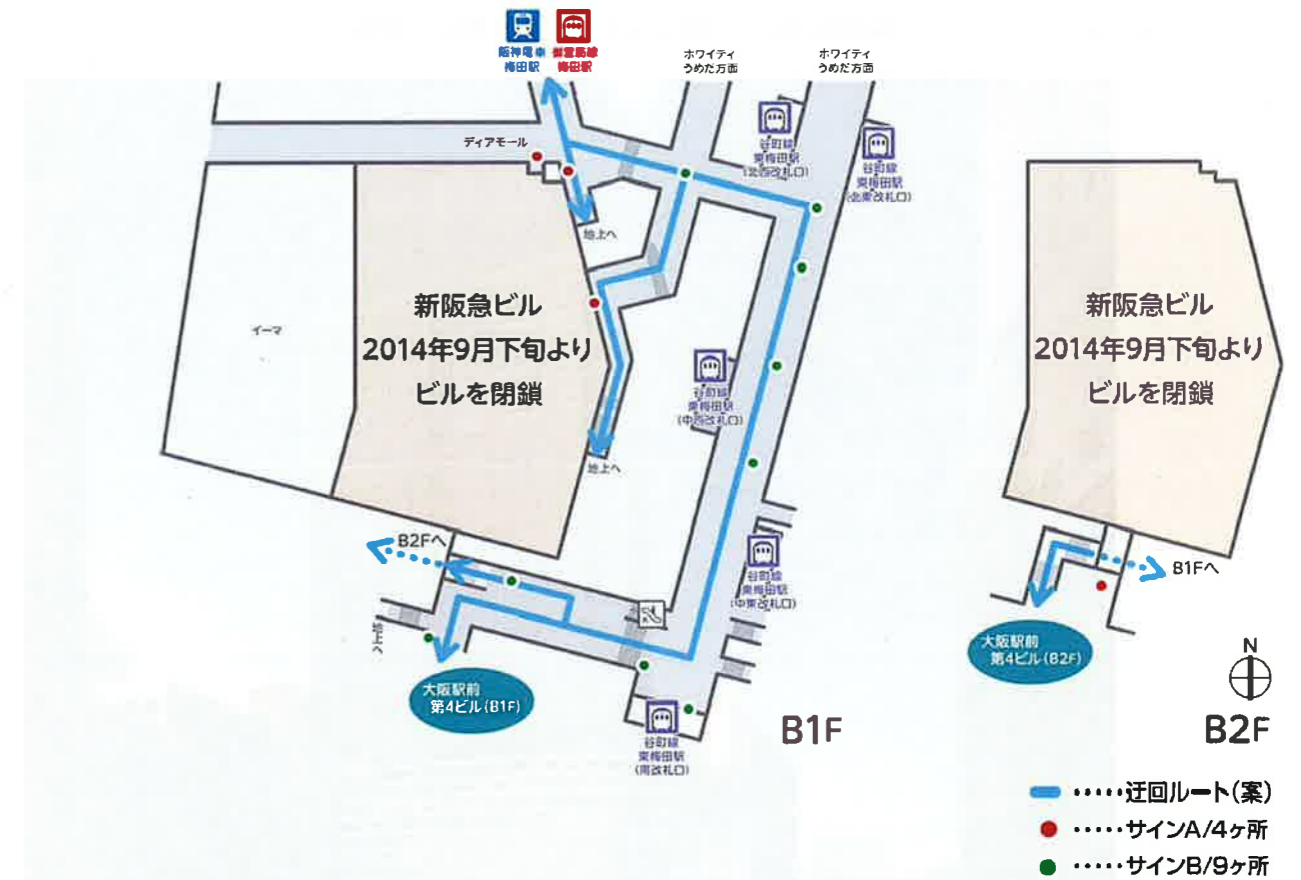 阪神電車
梅田駅
御堂筋線
梅田駅
ホワイティ
うめだ方面
ホワイティ
うめだ方面
ディアモール
谷町線
東梅田駅
(北西改札口)
谷町線
東梅田駅
(北東改札口)
地上へ
イーマ
新阪急ビル
2014年9月下旬より
ビルを閉鎖
谷町線
東梅田駅
(中西改札口)
地上へ
B2Fへ
谷町線
東梅田駅
(中東改札口)
地上へ
大阪駅前
第4ビル(B1F)
谷町線
東梅田駅
(南改札口)
B1F
新阪急ビル
2014年9月下旬より
ビルを閉鎖
B1Fへ
大阪駅前
第4ビル(B2F)
N
B2F
・・・・・迂回ルート(案)
・・・・・サインA/4ヶ所
・・・・・サインB/9ヶ所